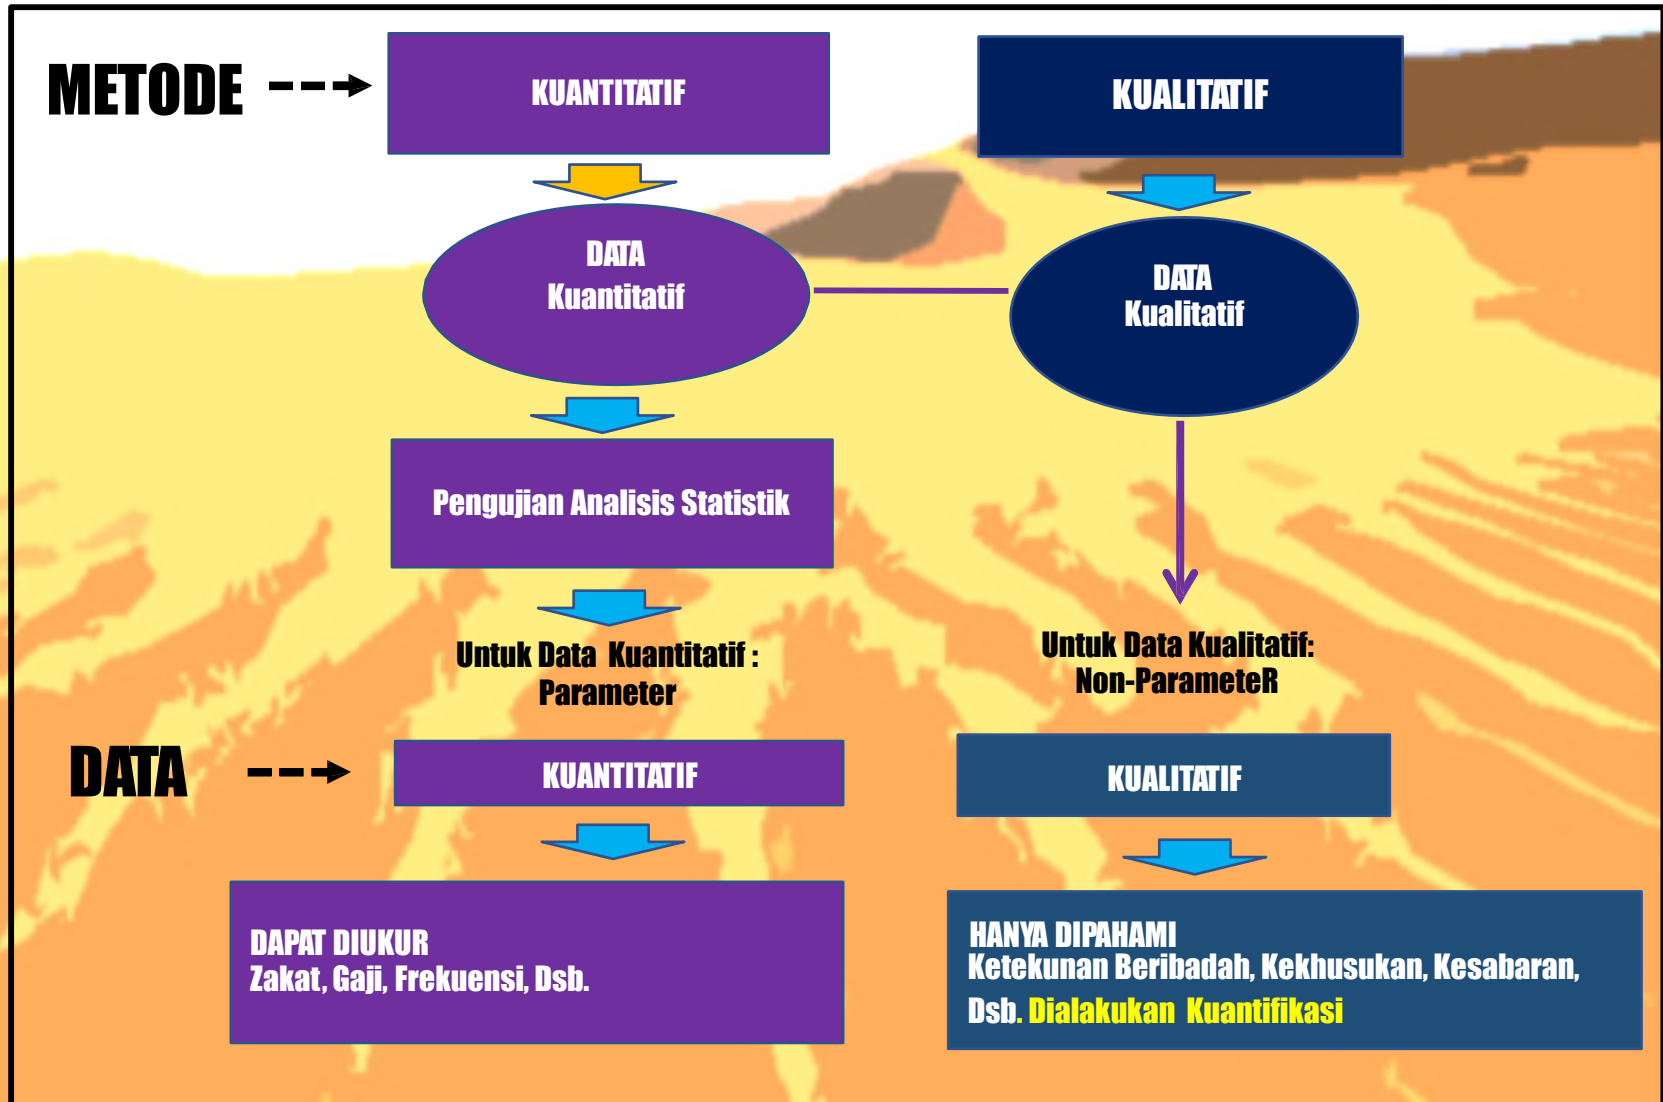 METODE
KUANTITATIF
KUALITATIF
DATA
Kuantitatif
DATA
Kualitatif
Pengujian Analisis Statistik
Untuk Data Kuantitatif :
Parameter
Untuk Data Kualitatif:
Non-ParameteR
DATA
KUANTITATIF
KUALITATIF
DAPAT DIUKUR
Zakat, Gaji, Frekuensi, Dsb.
HANYA DIPAHAMI
Ketekunan Beribadah, Kekhusukan, Kesabaran,
Dsb. Dialakukan Kuantifikasi